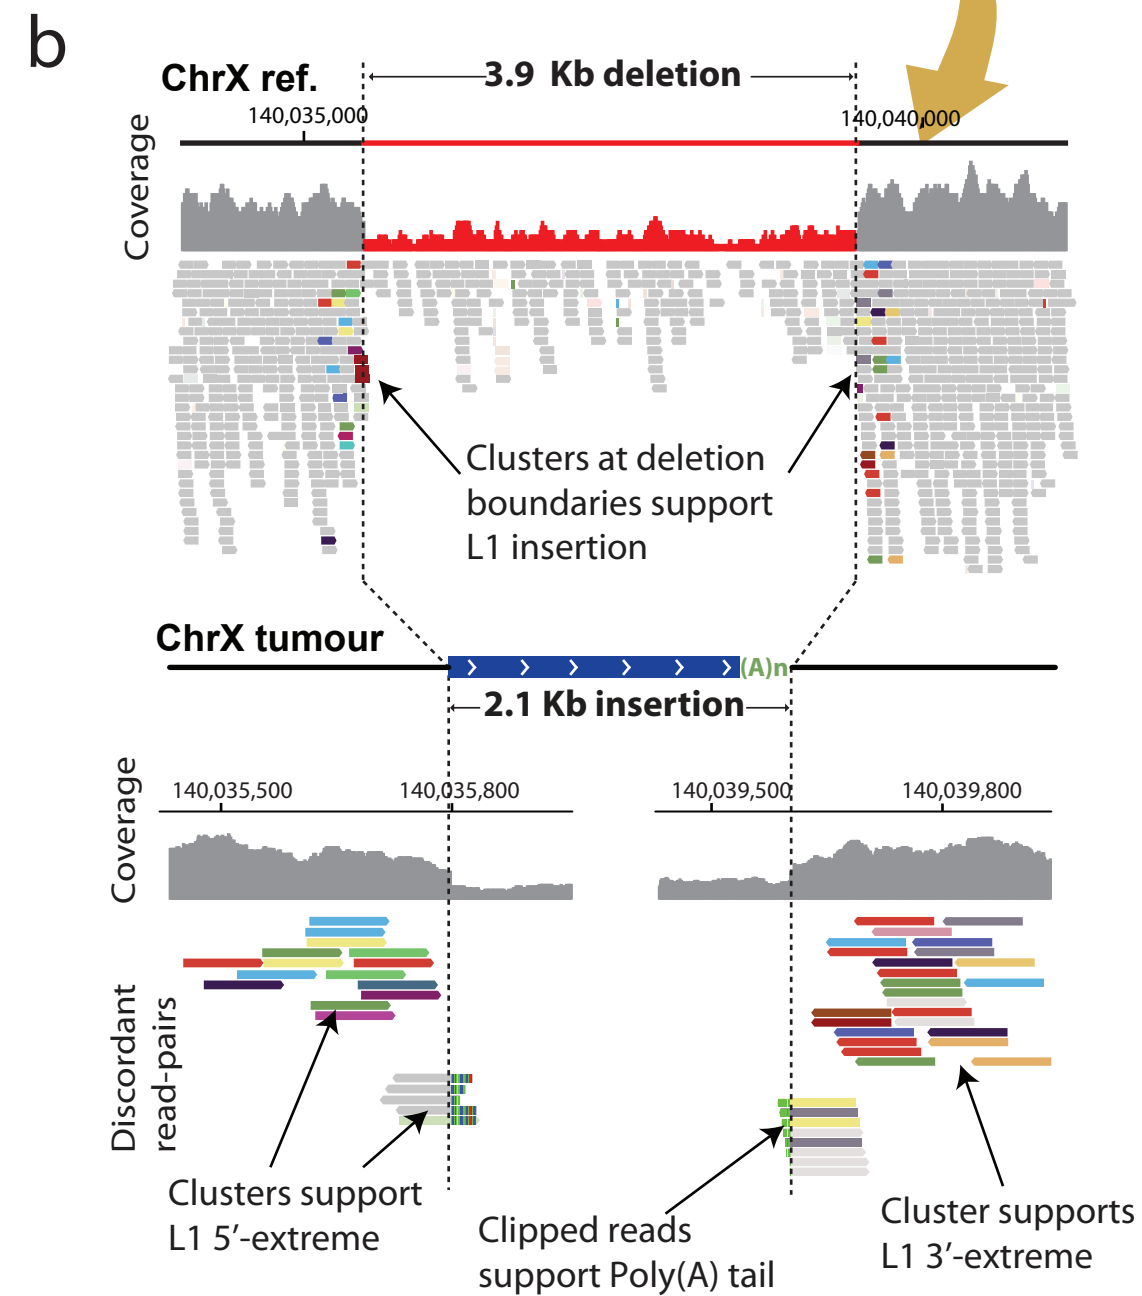 b
ChrX ref.
3.9 Kb deletion
140,035,000
140,040,000
Coverage
Clusters at deletion
boundaries support
L1 insertion
ChrX tumour
(A)n
2.1 Kb insertion
Coverage
140,035,500
140,035,800
140,039,500
140,039,800
Discordant
read-pairs
Clusters support
L1 5′-extreme
Clipped reads
support Poly(A) tail
Cluster supports
L1 3′-extreme